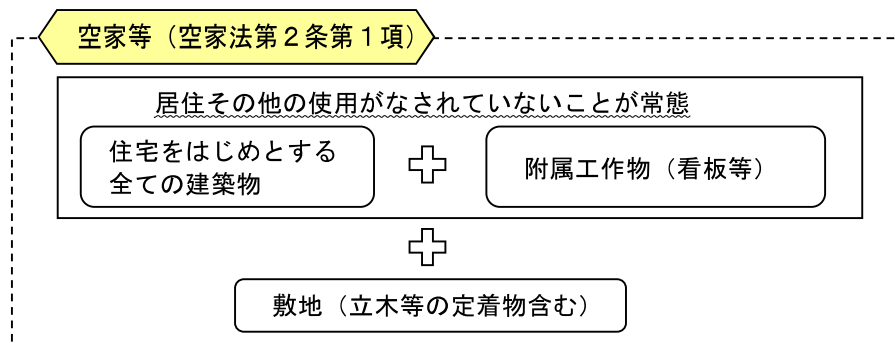 空家等（空家法第２条第１項）
居住その他の使用がなされていないことが常態
住宅をはじめとする
全ての建築物
附属工作物（看板等）
敷地（立木等の定着物含む）